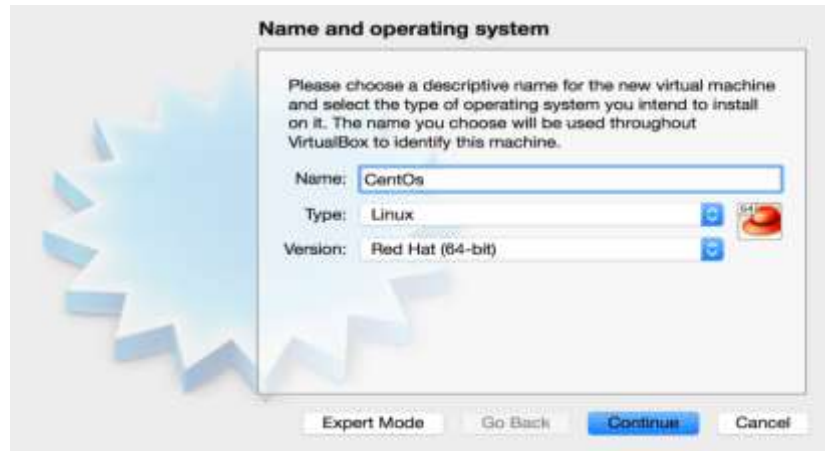 Name and operating system
Please choose a descriptive name for the new virtual machine
and select the type of operating system you intend to install
on it. The name you choose will be used throughout
VirtualBox to identify this machine.
Name: CentOs
Type: Linux
64
Version: Red Hat (64-bit)
Expert Mode Go Back Continue Cancel